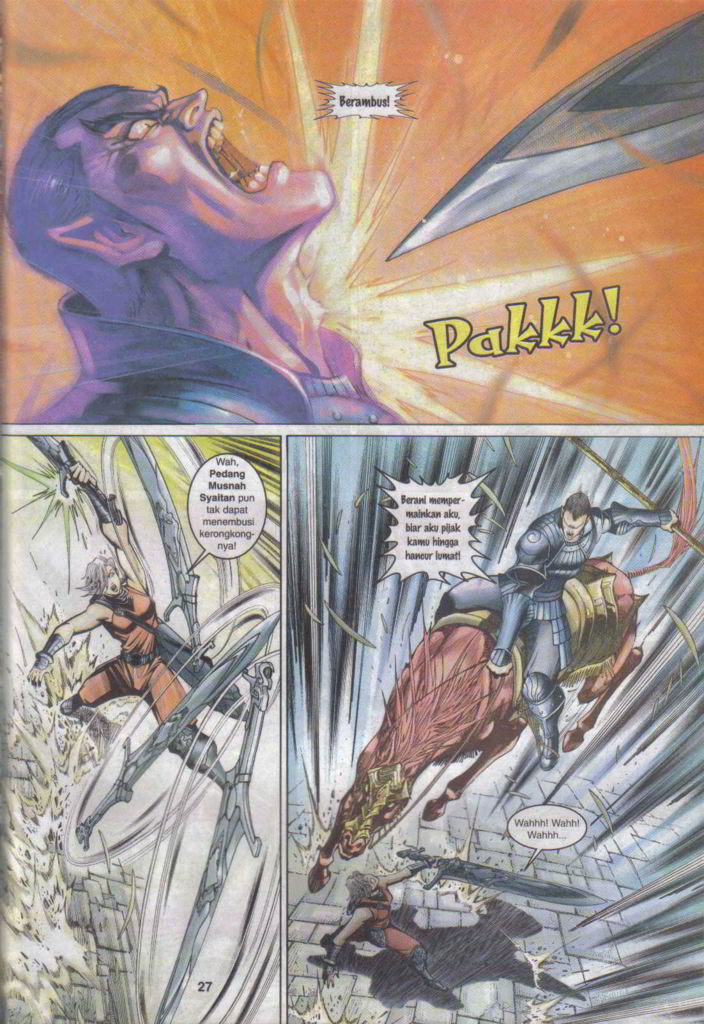 Berambus!
Pakkk!
Wah,
Pedang
Musnah
Syaitan pun
tak dapat
menembusi
kerongkong-
nya!
Berani memper-
mainkan aku,
biar aku pijak
kamu hingga
hancur lumat!
Wahhh! Wahh!
Wahhh...
27